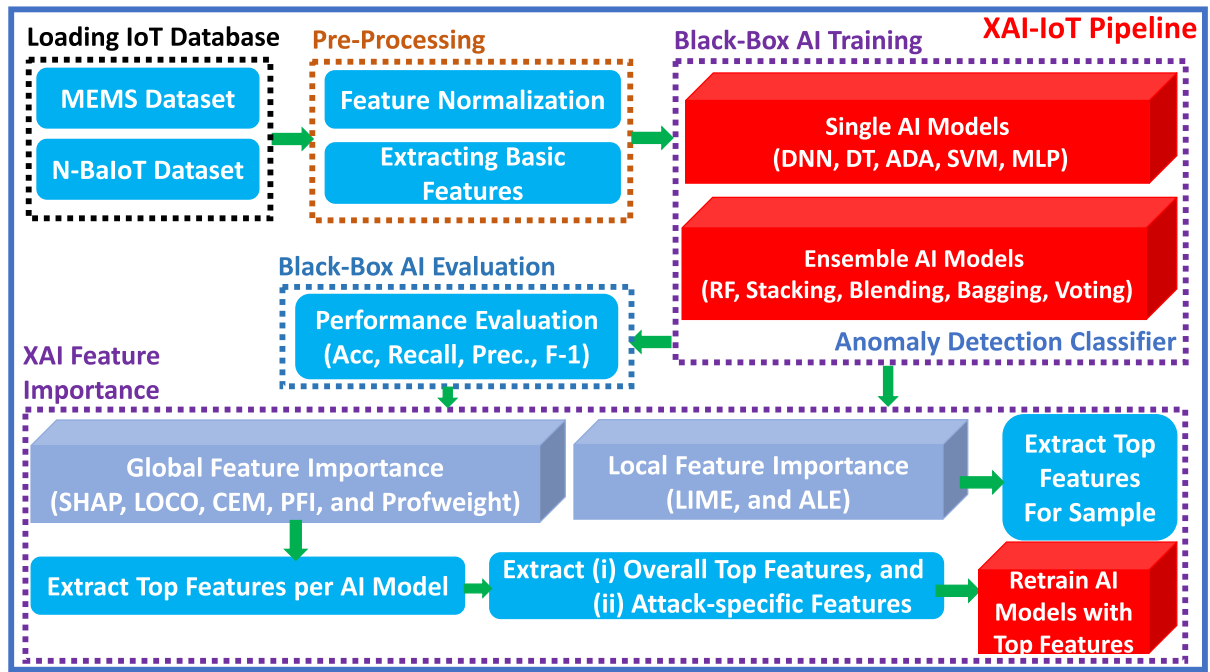 XAI-IoT Pipeline
Loading IoT Database
MEMS Dataset
N-BaIoT Dataset
Pre-Processing
Feature Normalization
Extracting Basic
Features
Black-Box AI Training
Single AI Models
(DNN, DT, ADA, SVM, MLP)
Ensemble AI Models
(RF, Stacking, Blending, Bagging, Voting)
Anomaly Detection Classifier
Black-Box AI Evaluation
Performance Evaluation
(Acc, Recall, Prec., F-1)
XAI Feature
Importance
Global Feature Importance
(SHAP, LOCO, CEM, PFI, and Profweight)
Local Feature Importance
(LIME, and ALE)
Extract Top
Features
For Sample
Extract Top Features per AI Model
Extract (i) Overall Top Features, and
(ii) Attack-specific Features
Retrain AI
Models with
Top Features